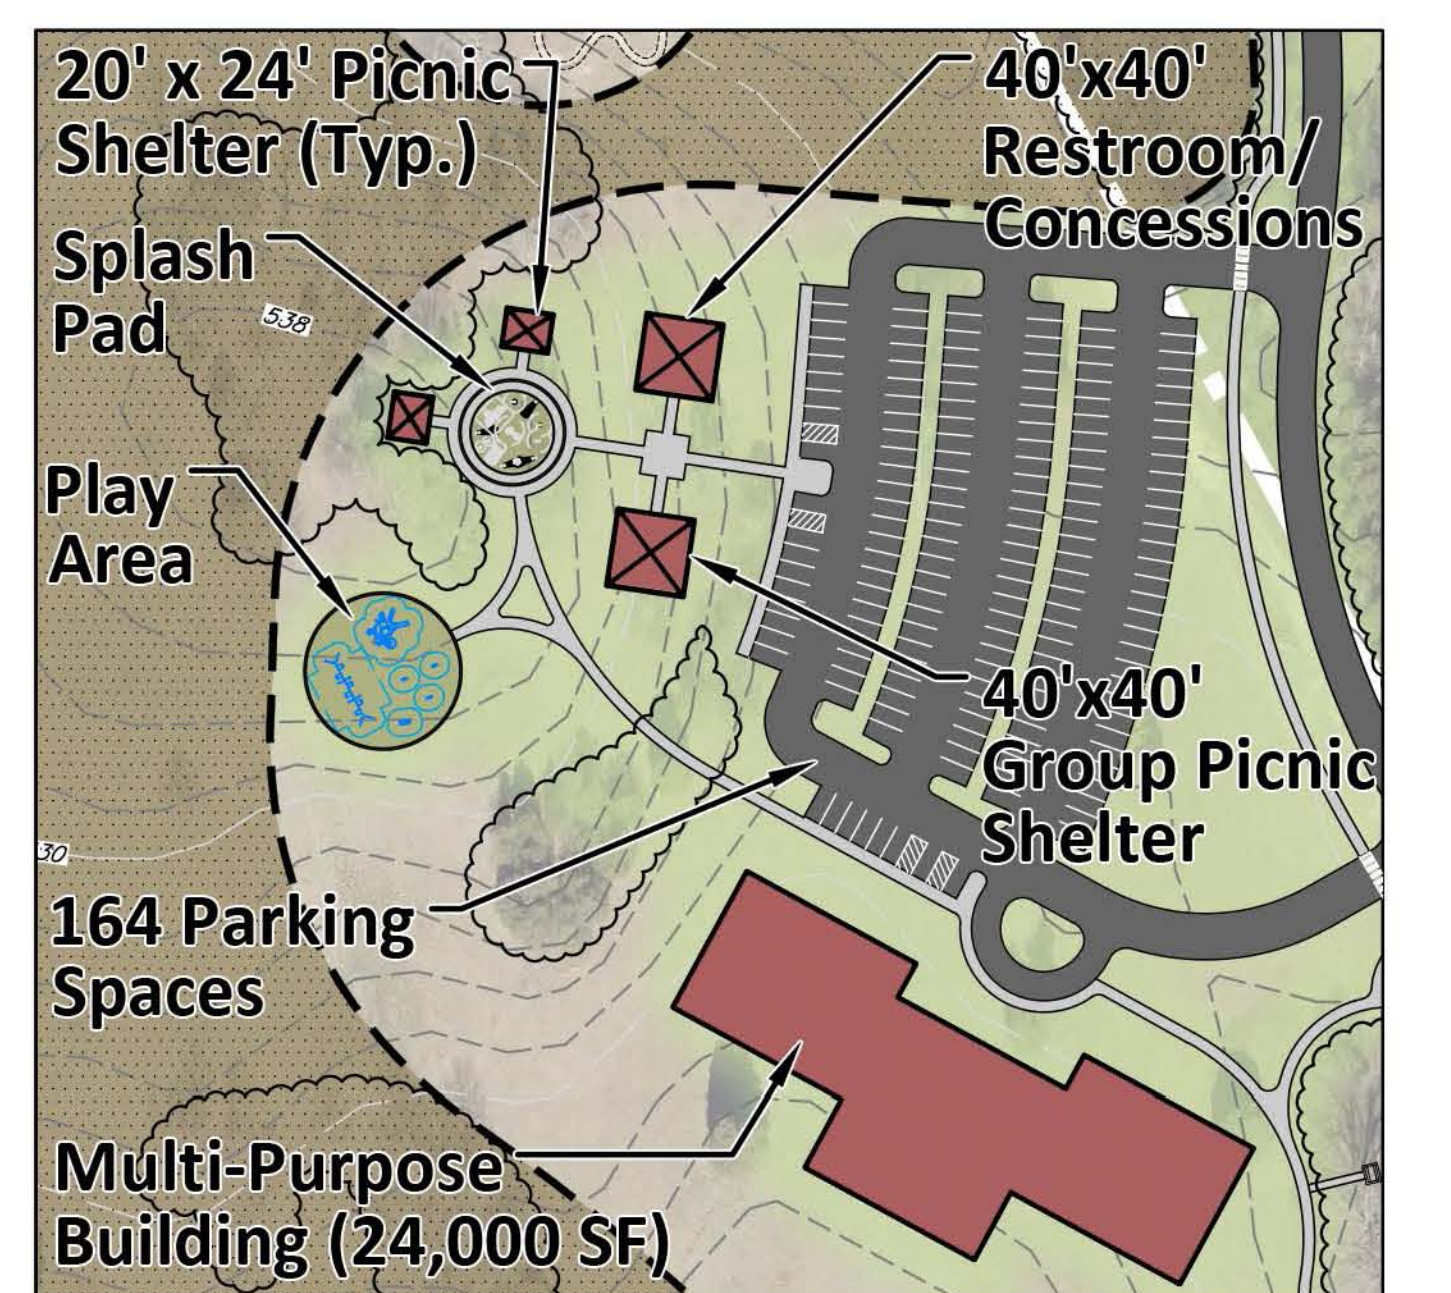 20' x 24' Picnic
Shelter (Typ.)
40'x40'
Restroom/
Concessions
Splash
Pad
538
Play
Area
40'x40'
Group Picnic
Shelter
30
164 Parking
Spaces
Multi-Purpose
Building (24,000 SF)